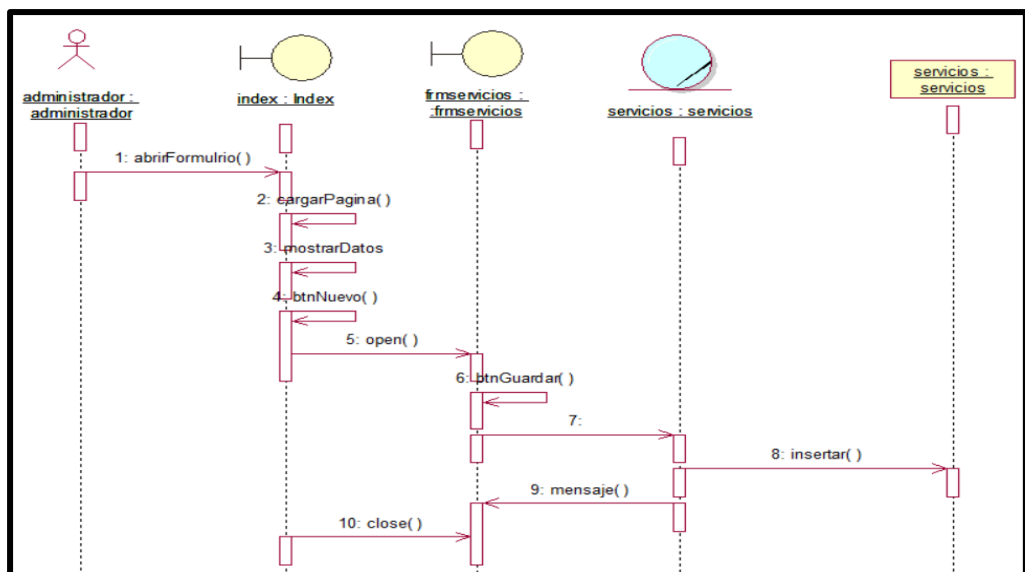 administrador :
administrador
index : Index
frmservicios :
:frmservicios
servicios : servicios
servicios :
servicios
1: abrirFormulrio( )
2: cargarPagina( )
3: mostrarDatos
4: btnNuevo( )
5: open( )
6: btnGuardar( )
7:
8: insertar( )
9: mensaje( )
10: close( )